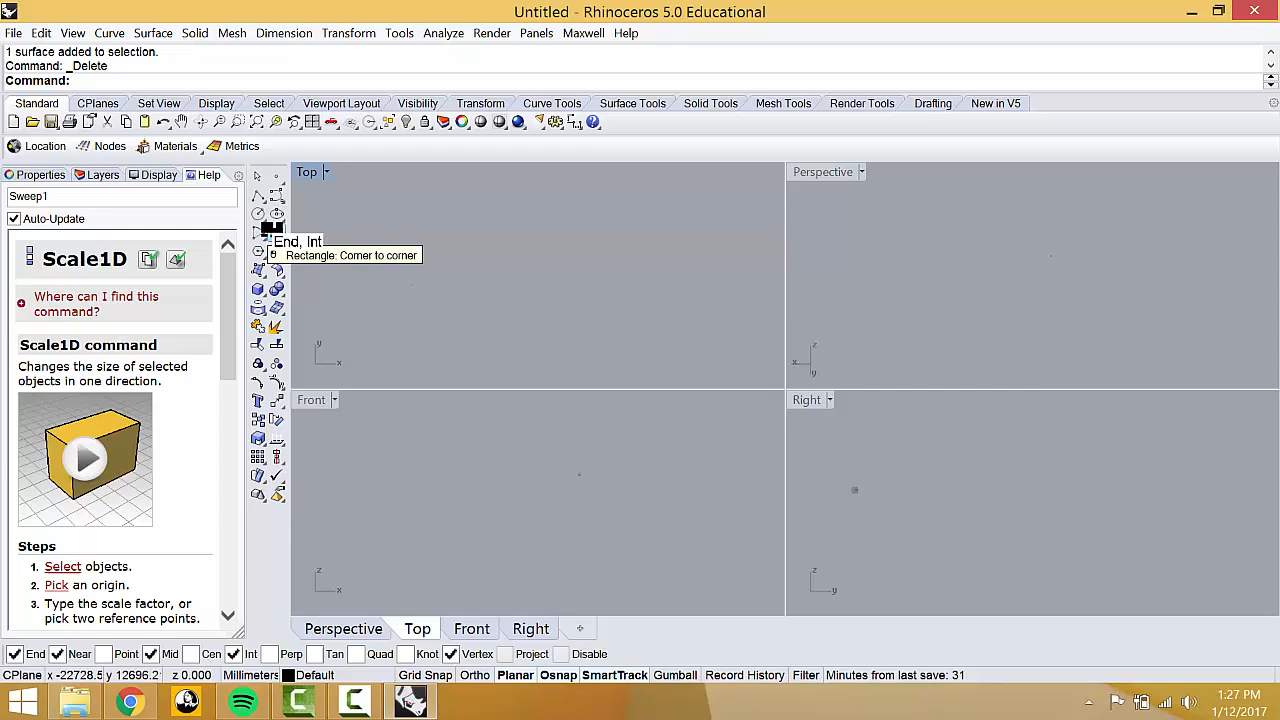 Untitled - Rhinoceros 5.0 Educational
File Edit View Curve Surface Solid Mesh Dimension Transform Tools Analyze Render Panels Maxwell Help
1 surface added to selection.
Command: _Delete
Command:
Standard CPlanes Set View Display Select Viewport Layout Visibility Transform Curve Tools Surface Tools Solid Tools Mesh Tools Render Tools Drafting New in V5
Location Nodes Materials Metrics
Properties Layers Display Help
Top Perspective
Sweep1
Auto-Update
End, Int
Rectangle: Corner to corner
Scale1D
Where can I find this
command?
Scale1D command
Changes the size of selected
objects in one direction.
y x z x y
Front Right
Steps
1. Select objects.
2. Pick an origin.
3. Type the scale factor, or
pick two reference points.
z x z y
Perspective Top Front Right
End Near Point Mid Cen Int Perp Tan Quad Knot Vertex Project Disable
CPlane x -22728.5 y 12696.2 z 0.000 Millimeters Default Grid Snap Ortho Planar Osnap SmartTrack Gumball Record History Filter Minutes from last save: 31
1:27 PM
1/12/2017